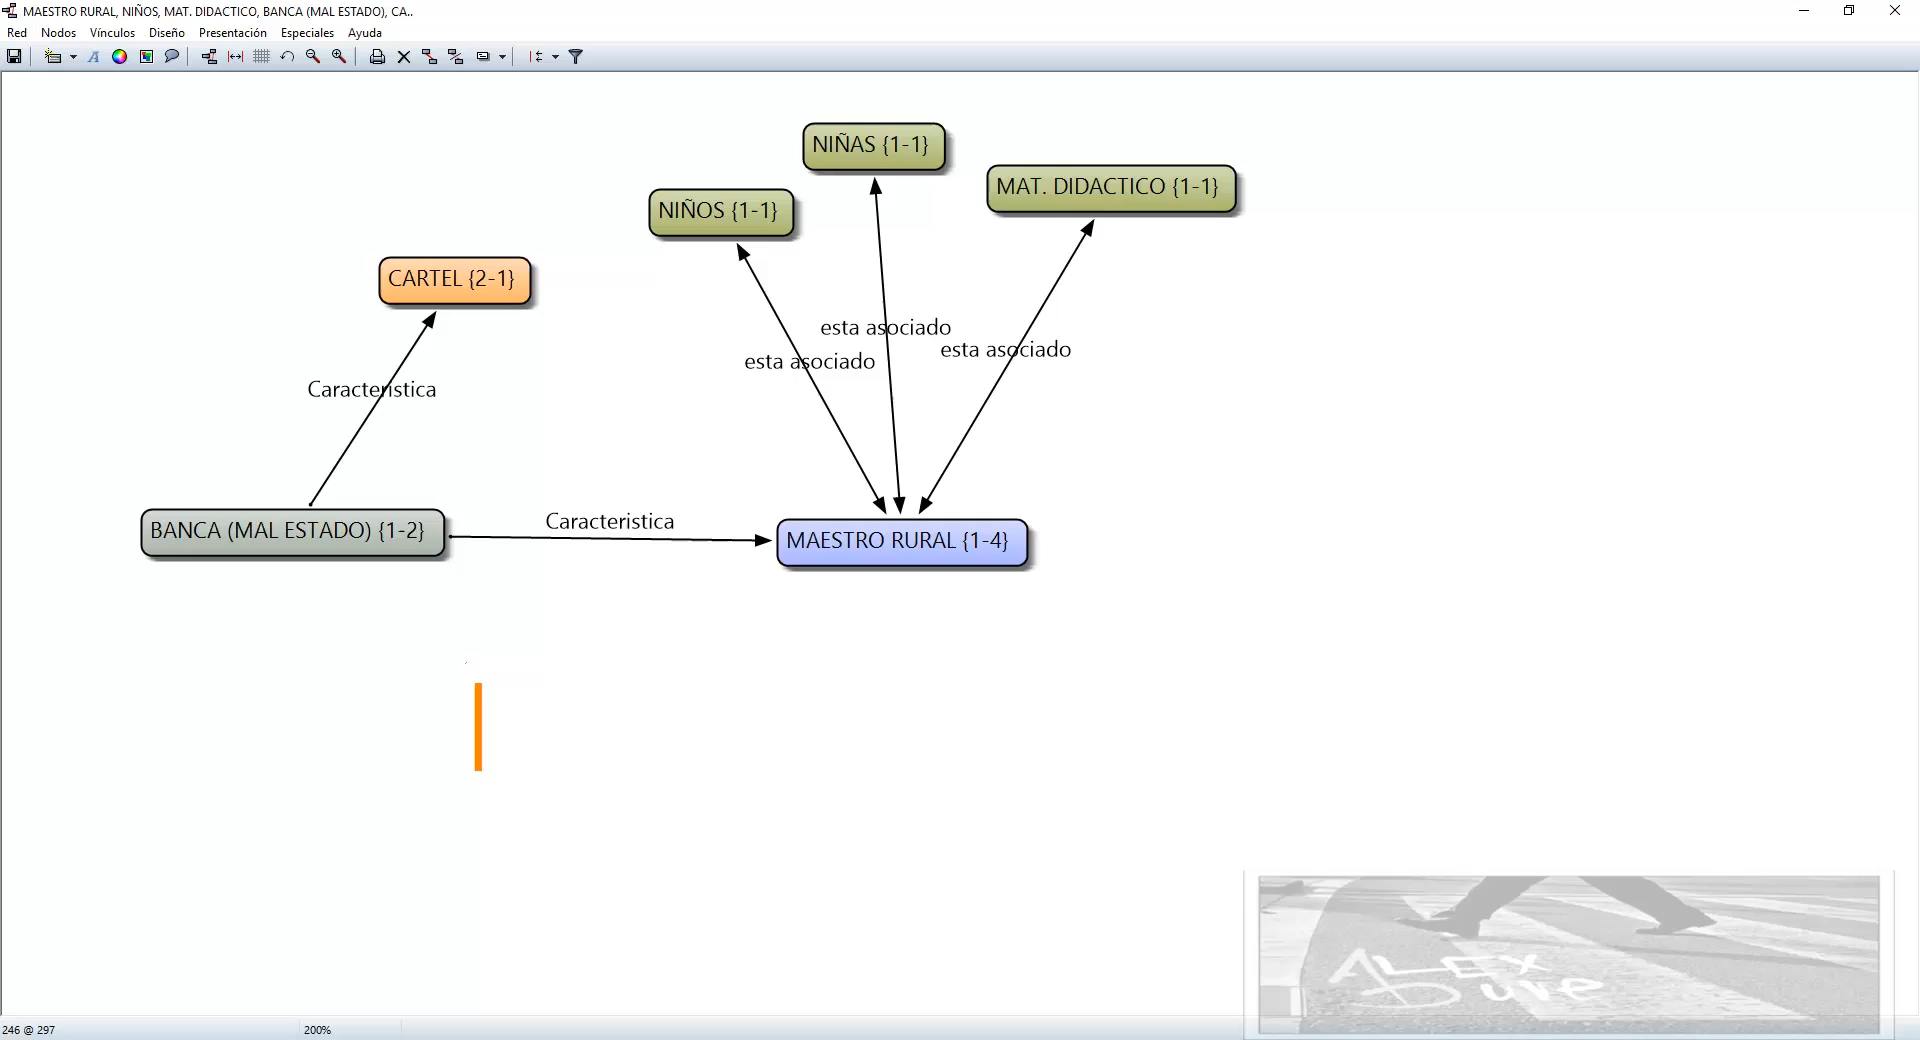 MAESTRO RURAL, NIÑOS, MAT. DIDACTICO, BANCA (MAL ESTADO), CA..
Red Nodos Vínculos Diseño Presentación Especiales Ayuda
NIÑAS {1-1}
MAT. DIDACTICO {1-1}
NIÑOS {1-1}
CARTEL {2-1}
esta asociado
esta asociado
esta asociado
Caracteristica
Caracteristica
BANCA (MAL ESTADO) {1-2}
MAESTRO RURAL {1-4}
ALEX
Duve
246 @ 297
200%